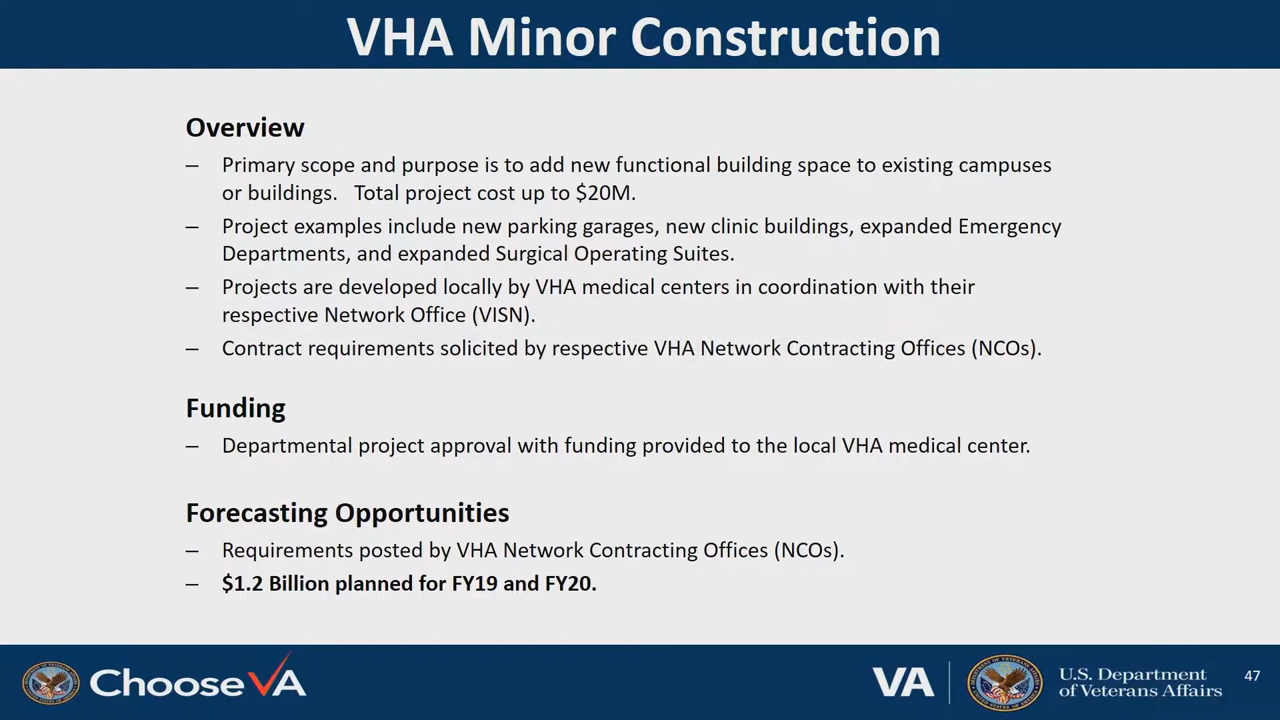 VHA Minor Construction
Overview
– Primary scope and purpose is to add new functional building space to existing campuses
or buildings. Total project cost up to $20M.
– Project examples include new parking garages, new clinic buildings, expanded Emergency
Departments, and expanded Surgical Operating Suites.
– Projects are developed locally by VHA medical centers in coordination with their
respective Network Office (VISN).
– Contract requirements solicited by respective VHA Network Contracting Offices (NCOs).
Funding
– Departmental project approval with funding provided to the local VHA medical center.
Forecasting Opportunities
– Requirements posted by VHA Network Contracting Offices (NCOs).
– $1.2 Billion planned for FY19 and FY20.
Choose VA
VA
U.S. Department
of Veterans Affairs
47